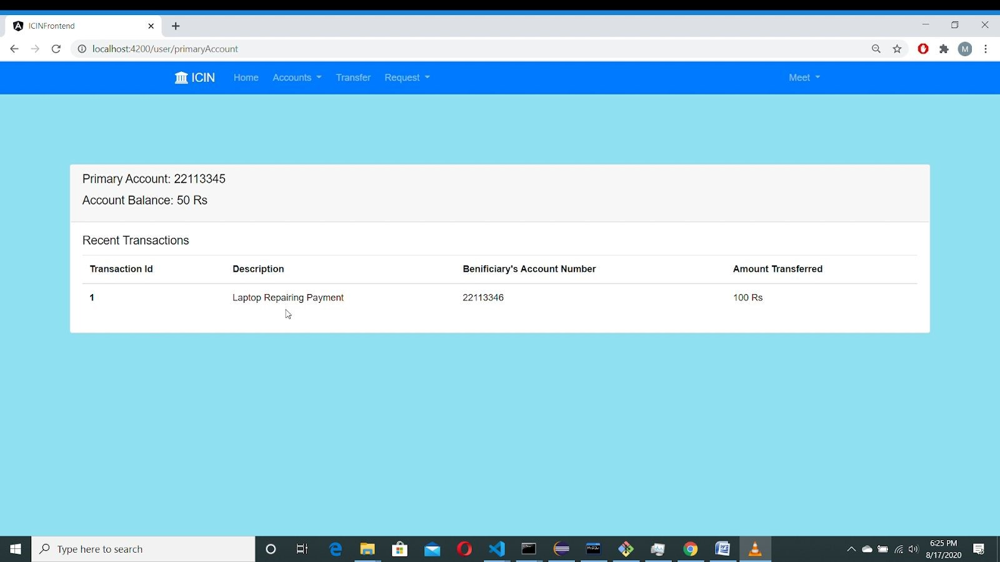 ICINFrontend
localhost:4200/user/primaryAccount
M
ICIN Home Accounts Transfer Request Meet
Primary Account: 22113345
Account Balance: 50 Rs
Recent Transactions
Transaction Id Description Benificiary's Account Number Amount Transferred
1 Laptop Repairing Payment 22113346 100 Rs
Type here to search
MySQL
6:25 PM
8/17/2020